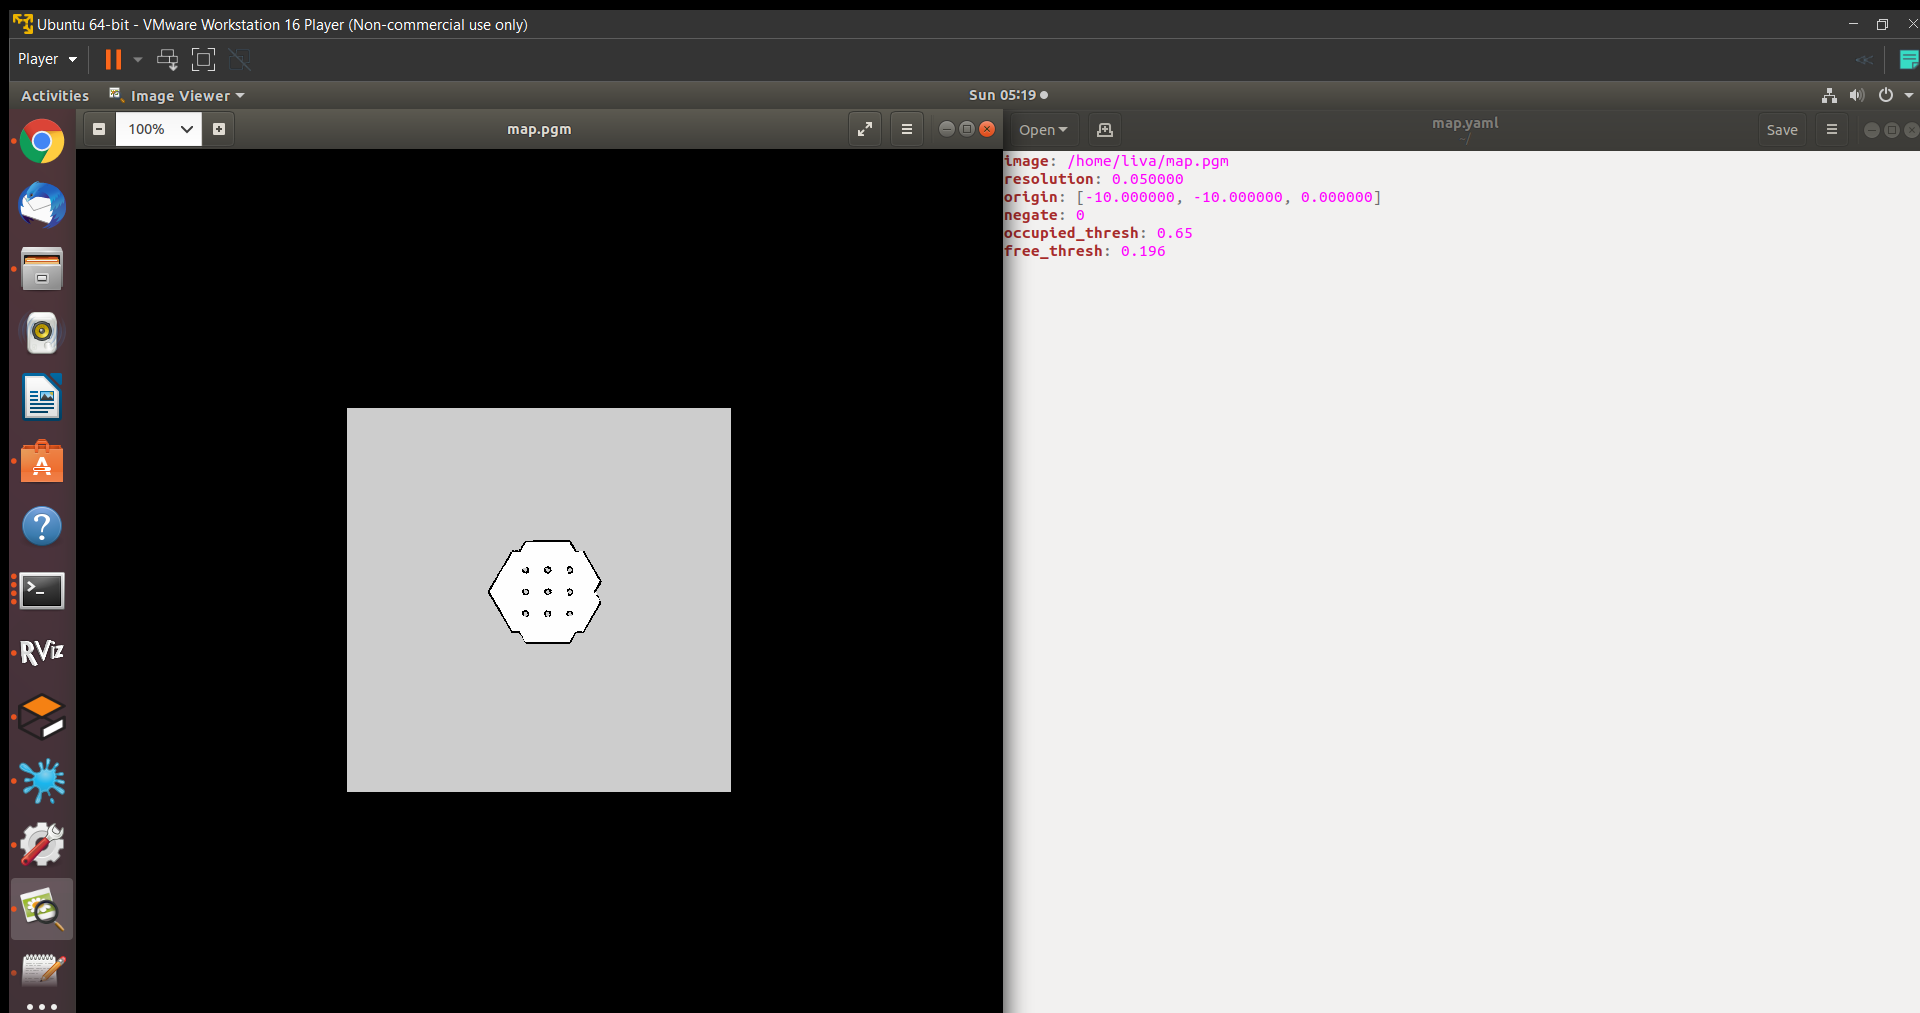 Ubuntu 64-bit - VMware Workstation 16 Player (Non-commercial use only)
Player
Activities Image Viewer Sun 05:19
100% map.pgm Open map.yaml Save
~/
image: /home/liva/map.pgm
resolution: 0.050000
origin: [-10.000000, -10.000000, 0.000000]
negate: 0
occupied_thresh: 0.65
free_thresh: 0.196
RViz